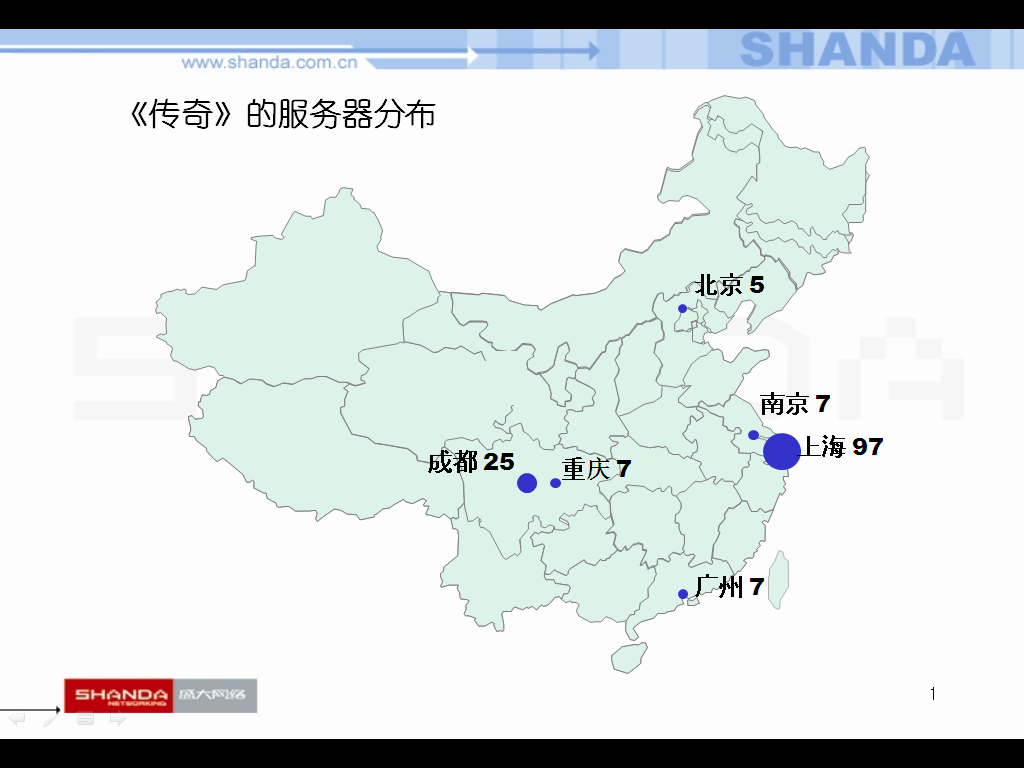 SHANDA
www.shanda.com.cn
《传奇》的服务器分布
北京 5
南京 7
上海 97
成都 25
重庆 7
广州 7
SHANDA
SHANDA 盛大网络
NETWORKING
1